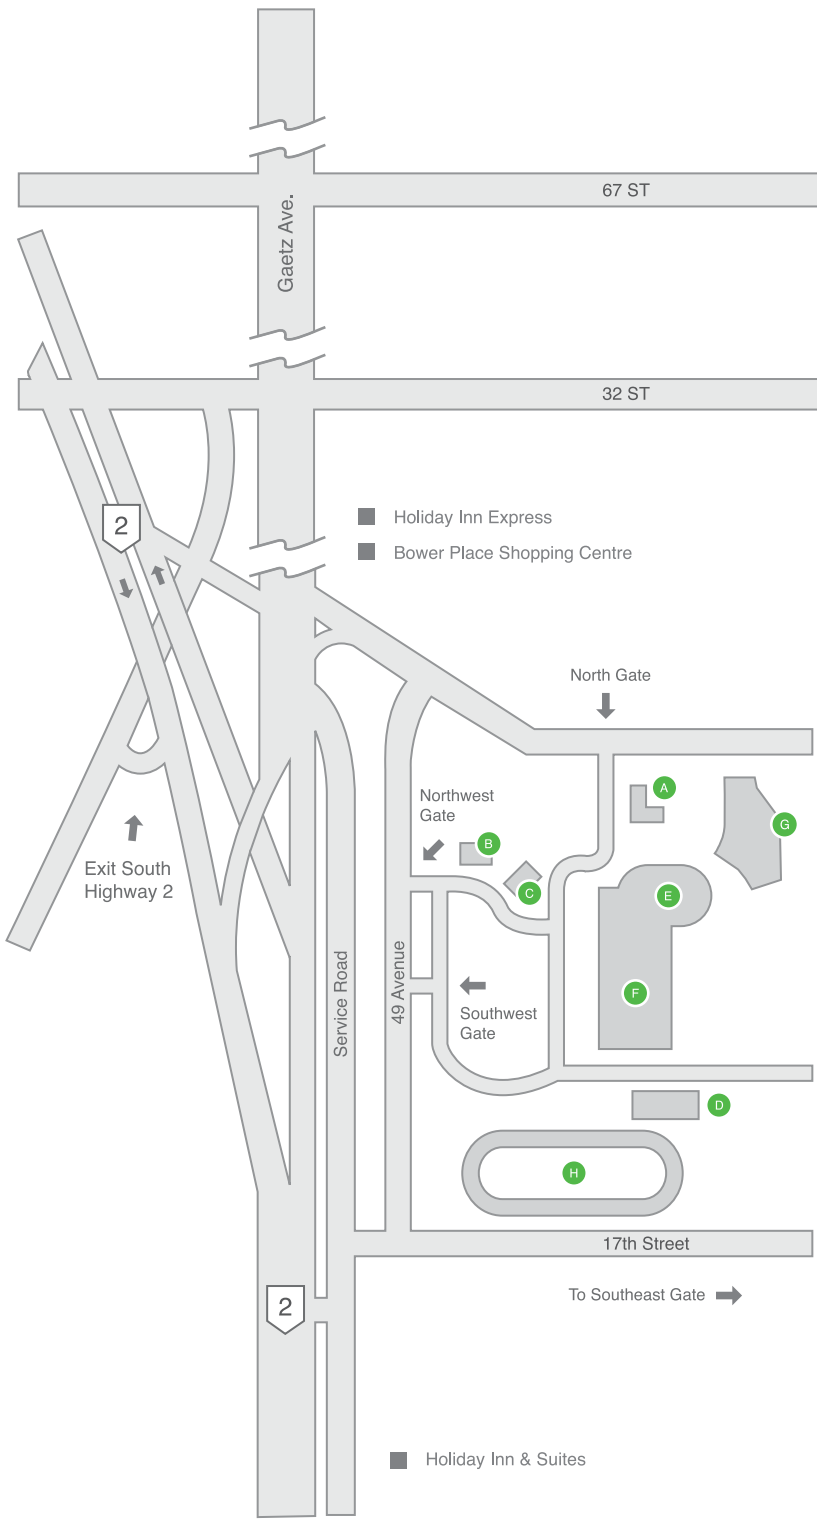 67 ST
Gaetz Ave.
32 ST
2
Holiday Inn Express
Bower Place Shopping Centre
North Gate
A
Northwest
Gate
G
B
Exit South
Highway 2
C
E
Service Road
49 Avenue
F
Southwest
Gate
D
H
17th Street
To Southeast Gate
2
Holiday Inn & Suites